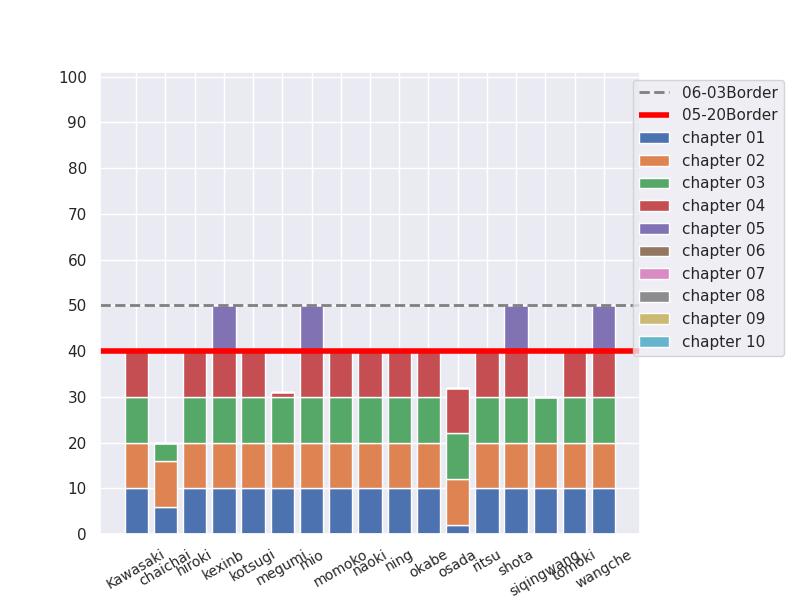 100
90
80
70
60
50
40
30
20
10
0
06-03Border
05-20Border
chapter 01
chapter 02
chapter 03
chapter 04
chapter 05
chapter 06
chapter 07
chapter 08
chapter 09
chapter 10
Kawasaki
chaichai
hiroki
kexinb
kotsugi
megumi
mio
momoko
naoki
ning
okabe
osada
ritsu
shota
siqingwang
tomoki
wangche